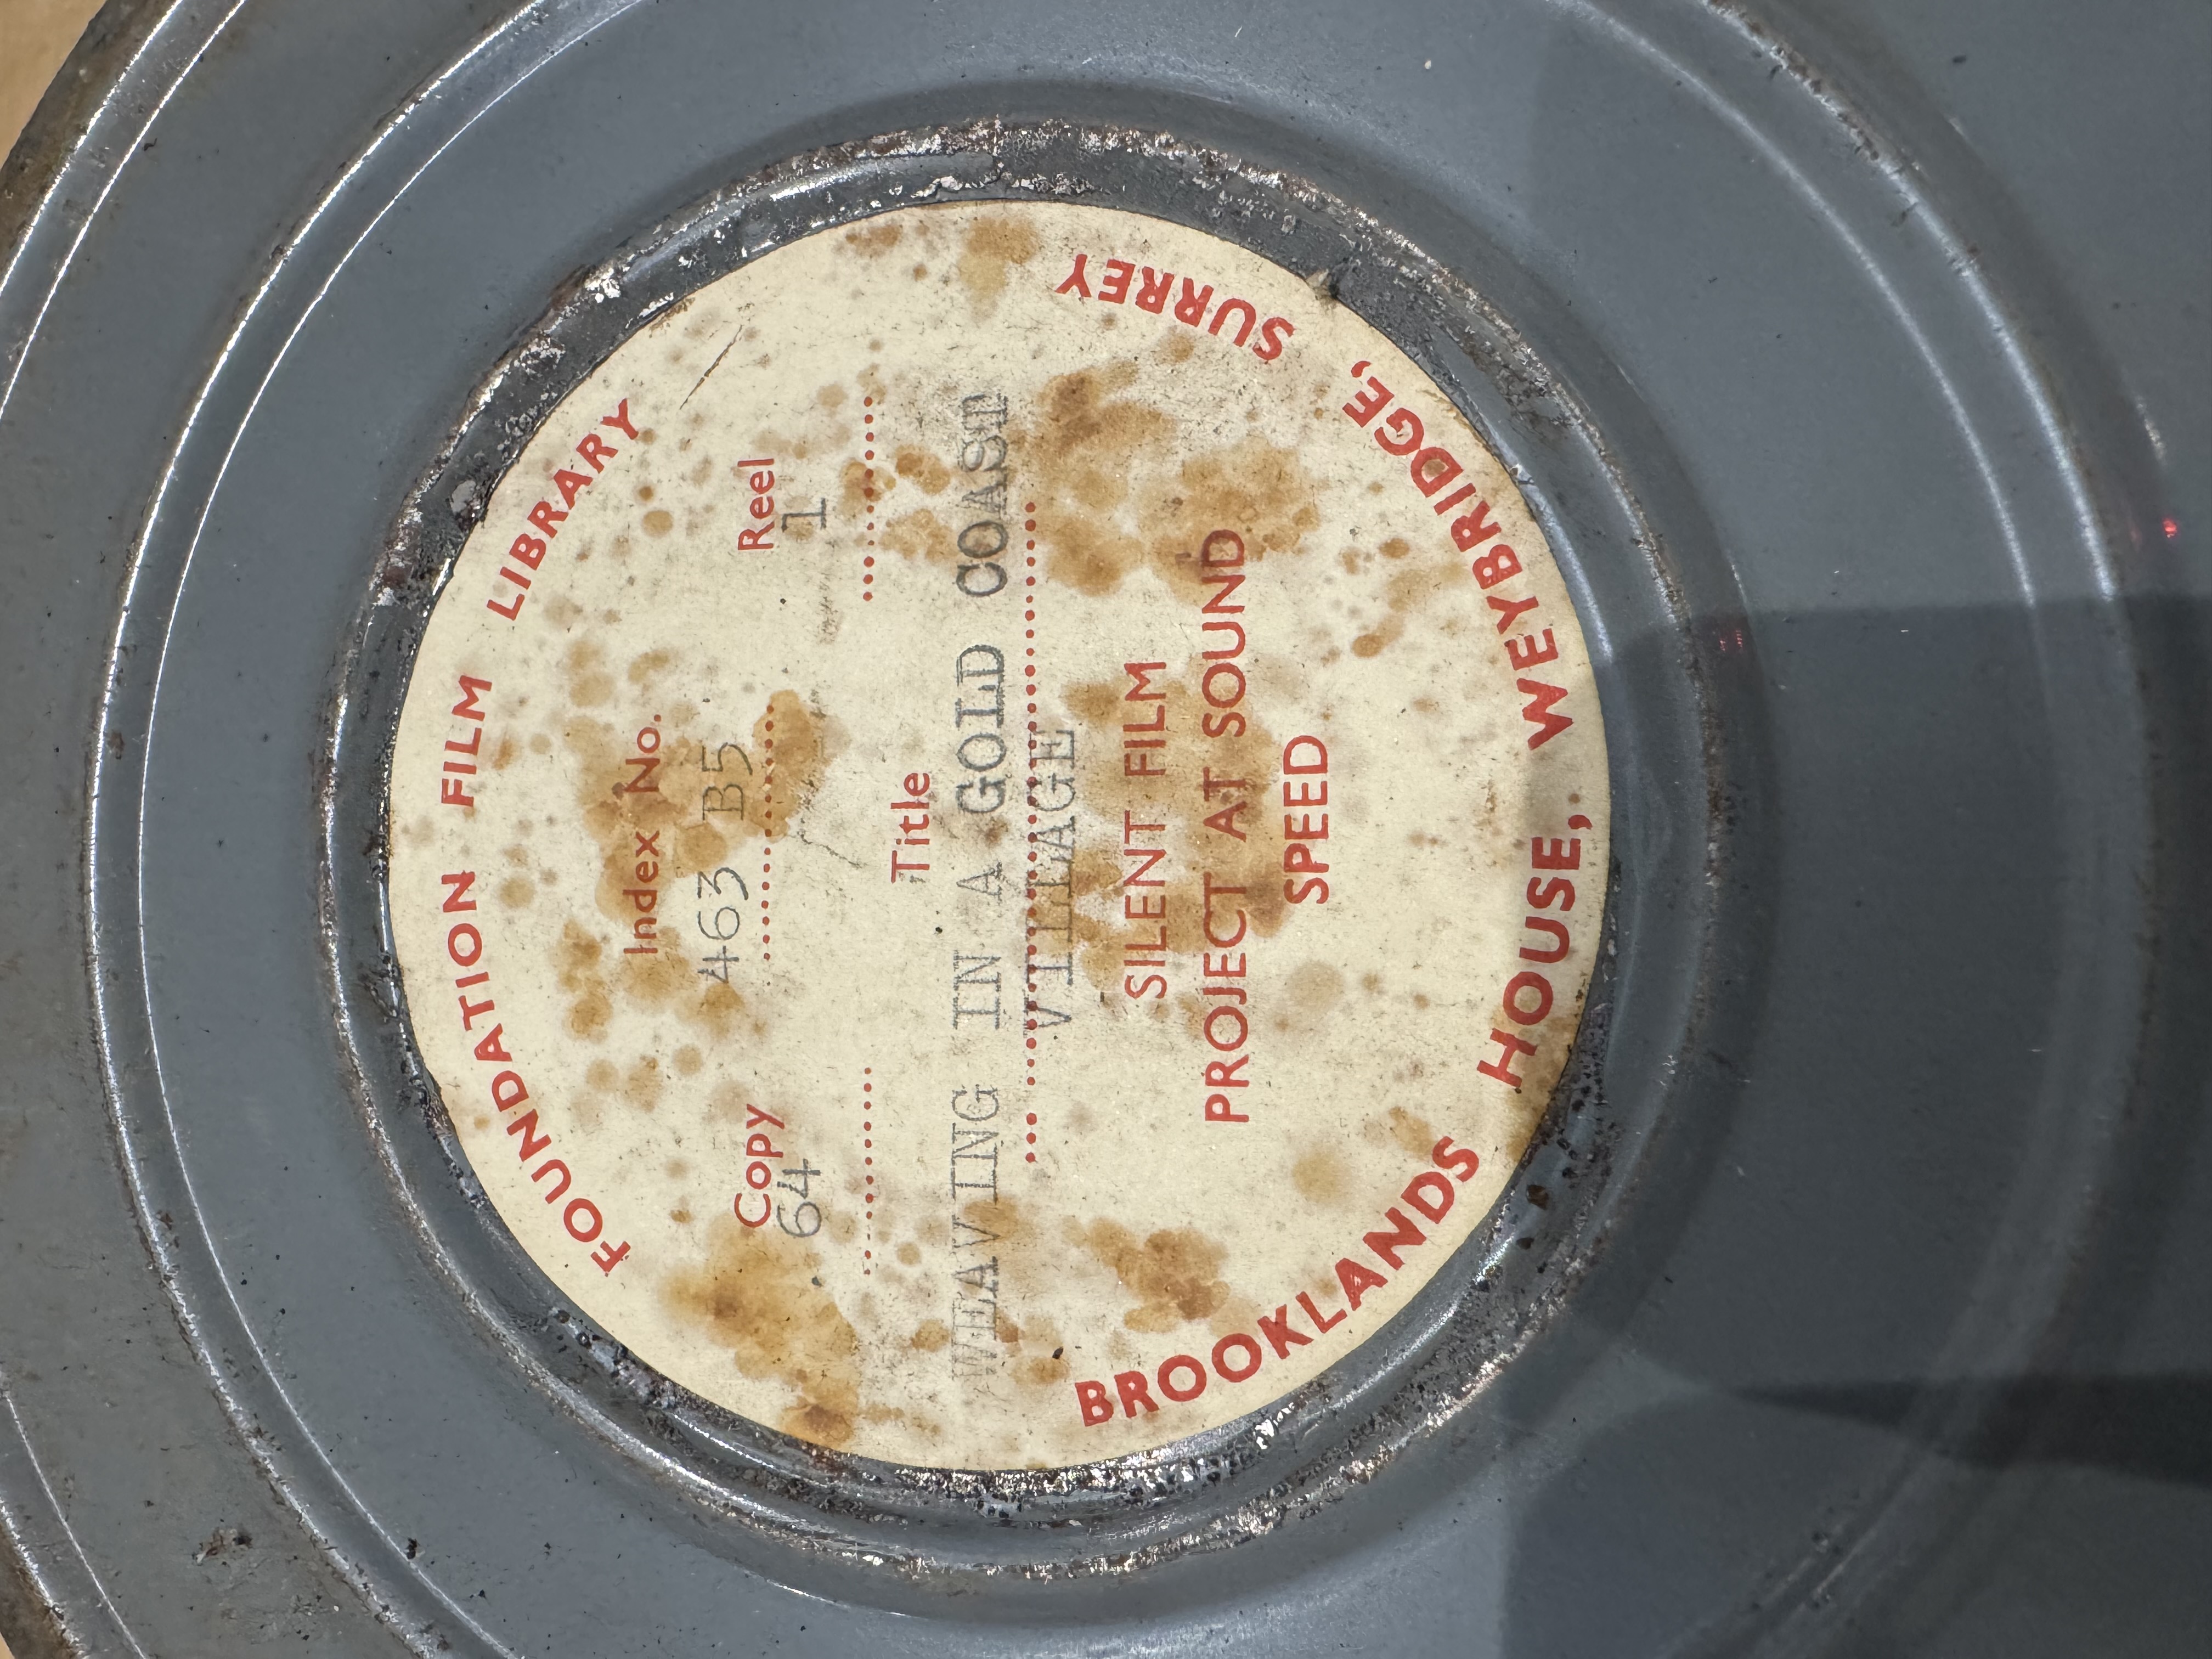 FOUNDATION FILM LIBRARY
Index No.
463 B5
Copy
64
Reel
1
Title
WEAVING IN A GOLD COAST
VILLAGE
SILENT FILM
PROJECT AT SOUND
SPEED
BROOKLANDS HOUSE, WEYBRIDGE, SURREY